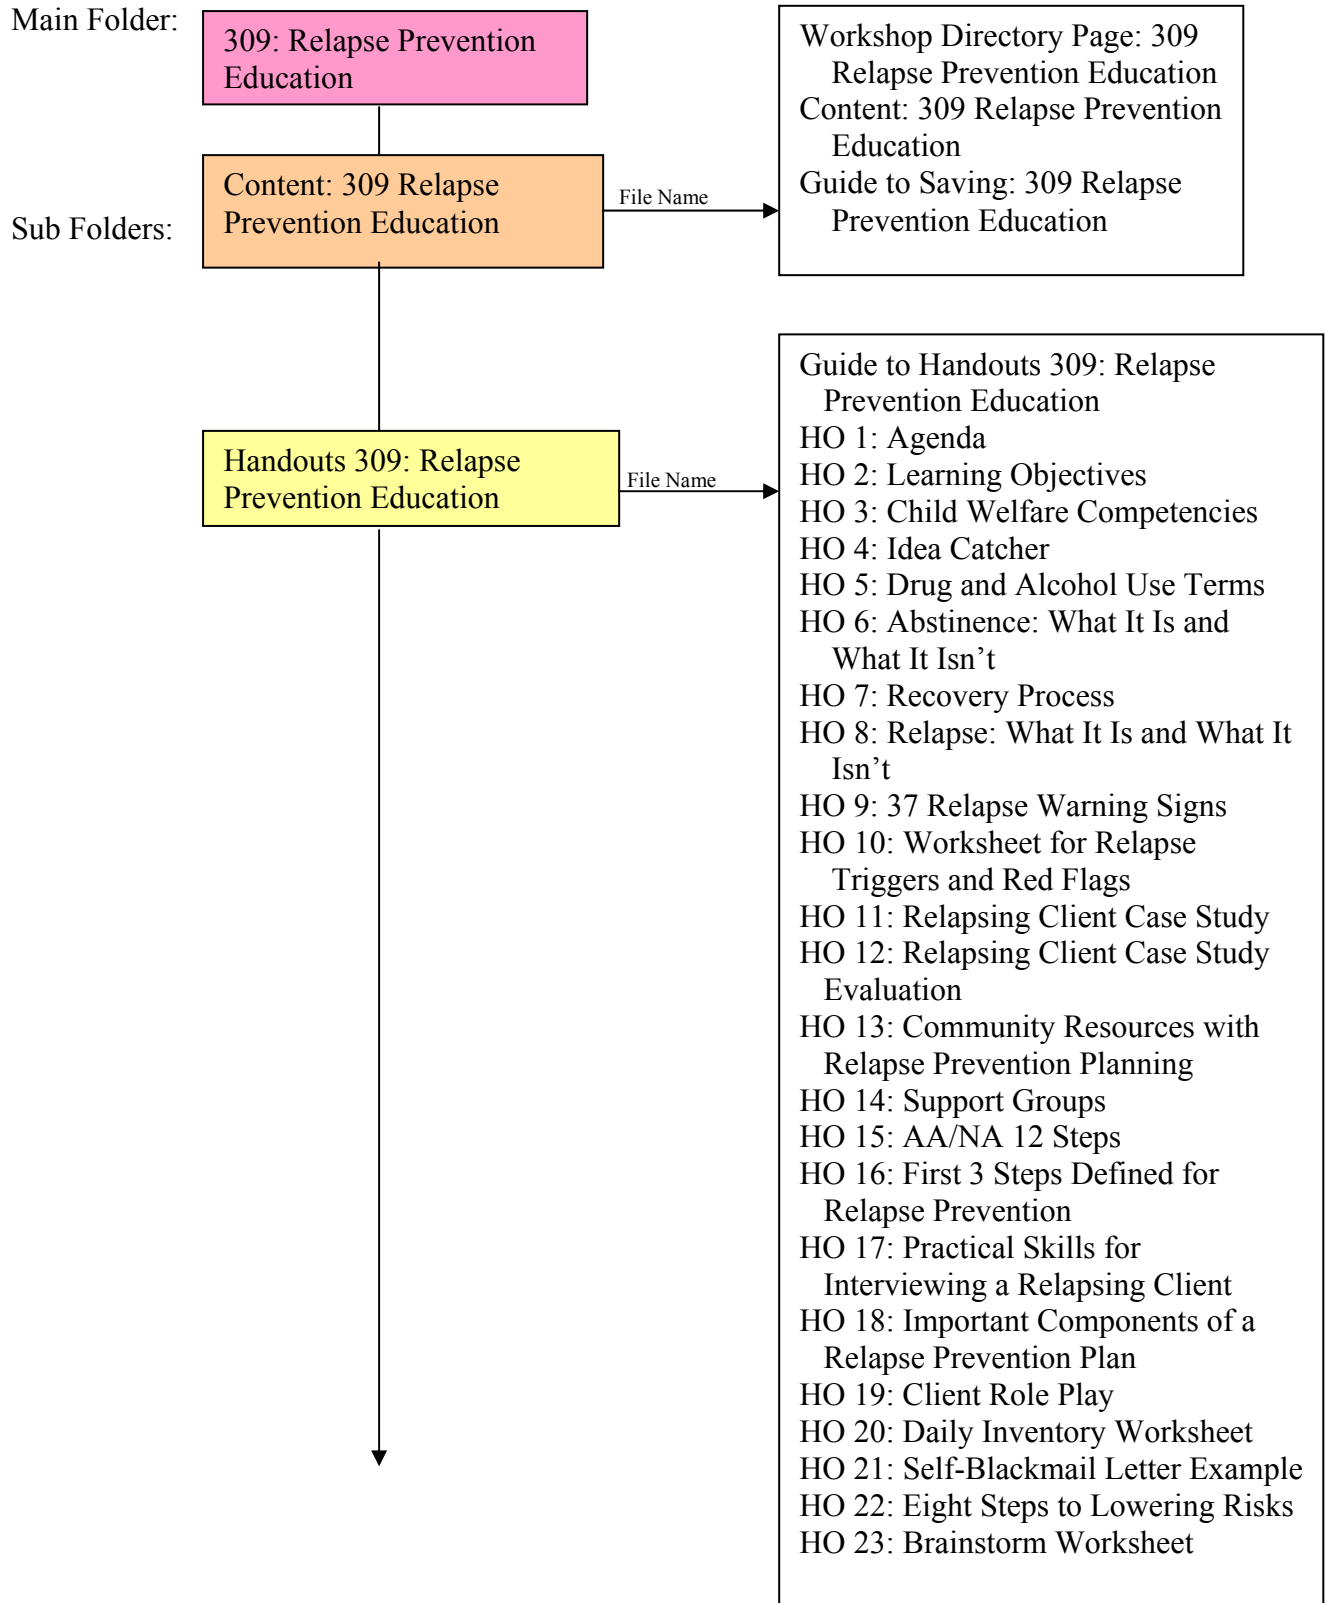 Main Folder:
309: Relapse Prevention
Education
Workshop Directory Page: 309
Relapse Prevention Education
Content: 309 Relapse Prevention
Education
Guide to Saving: 309 Relapse
Prevention Education
Sub Folders:
Content: 309 Relapse
Prevention Education
File Name
Handouts 309: Relapse
Prevention Education
File Name
Guide to Handouts 309: Relapse
Prevention Education
HO 1: Agenda
HO 2: Learning Objectives
HO 3: Child Welfare Competencies
HO 4: Idea Catcher
HO 5: Drug and Alcohol Use Terms
HO 6: Abstinence: What It Is and
What It Isn’t
HO 7: Recovery Process
HO 8: Relapse: What It Is and What It
Isn’t
HO 9: 37 Relapse Warning Signs
HO 10: Worksheet for Relapse
Triggers and Red Flags
HO 11: Relapsing Client Case Study
HO 12: Relapsing Client Case Study
Evaluation
HO 13: Community Resources with
Relapse Prevention Planning
HO 14: Support Groups
HO 15: AA/NA 12 Steps
HO 16: First 3 Steps Defined for
Relapse Prevention
HO 17: Practical Skills for
Interviewing a Relapsing Client
HO 18: Important Components of a
Relapse Prevention Plan
HO 19: Client Role Play
HO 20: Daily Inventory Worksheet
HO 21: Self-Blackmail Letter Example
HO 22: Eight Steps to Lowering Risks
HO 23: Brainstorm Worksheet